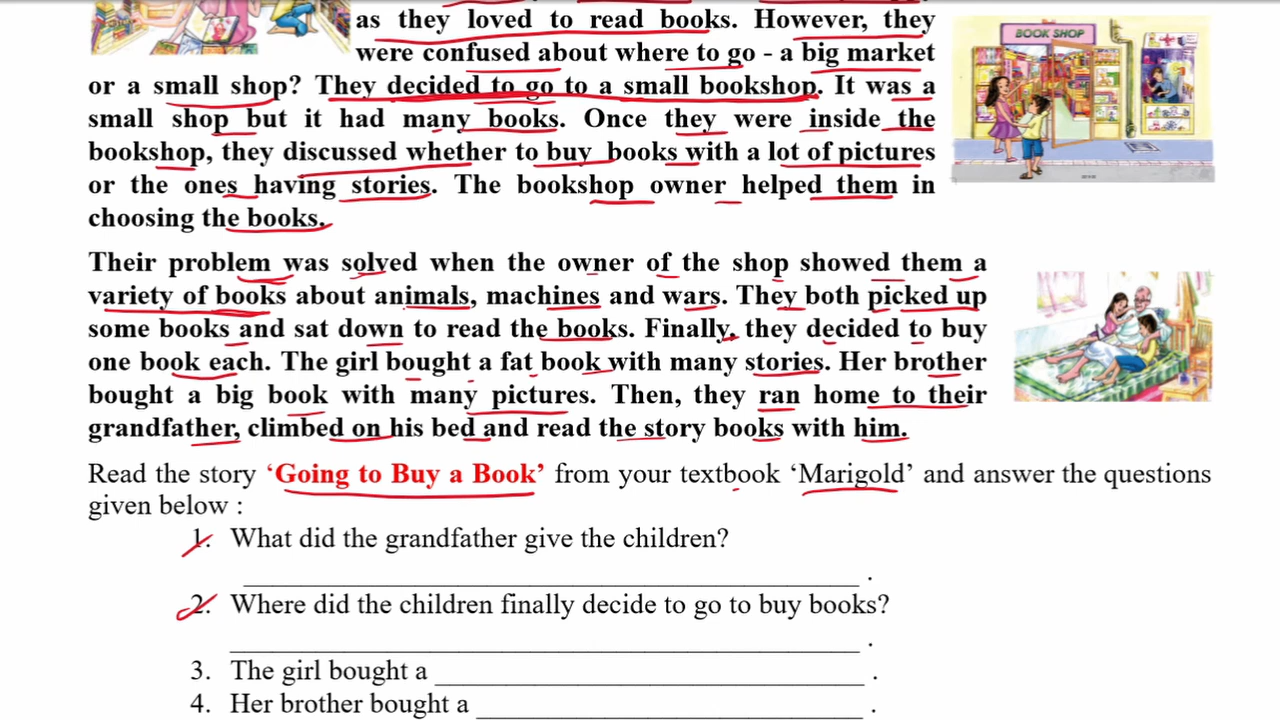 as they loved to read books. However, they
BOOK SHOP
were confused about where to go - a big market
or a small shop? They decided to go to a small bookshop. It was a
small shop but it had many books. Once they were inside the
bookshop, they discussed whether to buy books with a lot of pictures
or the ones having stories. The bookshop owner helped them in
choosing the books.
Their problem was solved when the owner of the shop showed them a
variety of books about animals, machines and wars. They both picked up
some books and sat down to read the books. Finally, they decided to buy
one book each. The girl bought a fat book with many stories. Her brother
bought a big book with many pictures. Then, they ran home to their
grandfather, climbed on his bed and read the story books with him.
Read the story ‘Going to Buy a Book’ from your textbook ‘Marigold’ and answer the questions
given below :
1. What did the grandfather give the children?
______________________________________________ .
2. Where did the children finally decide to go to buy books?
_______________________________________________ .
3. The girl bought a ________________________________ .
4. Her brother bought a _____________________________ .